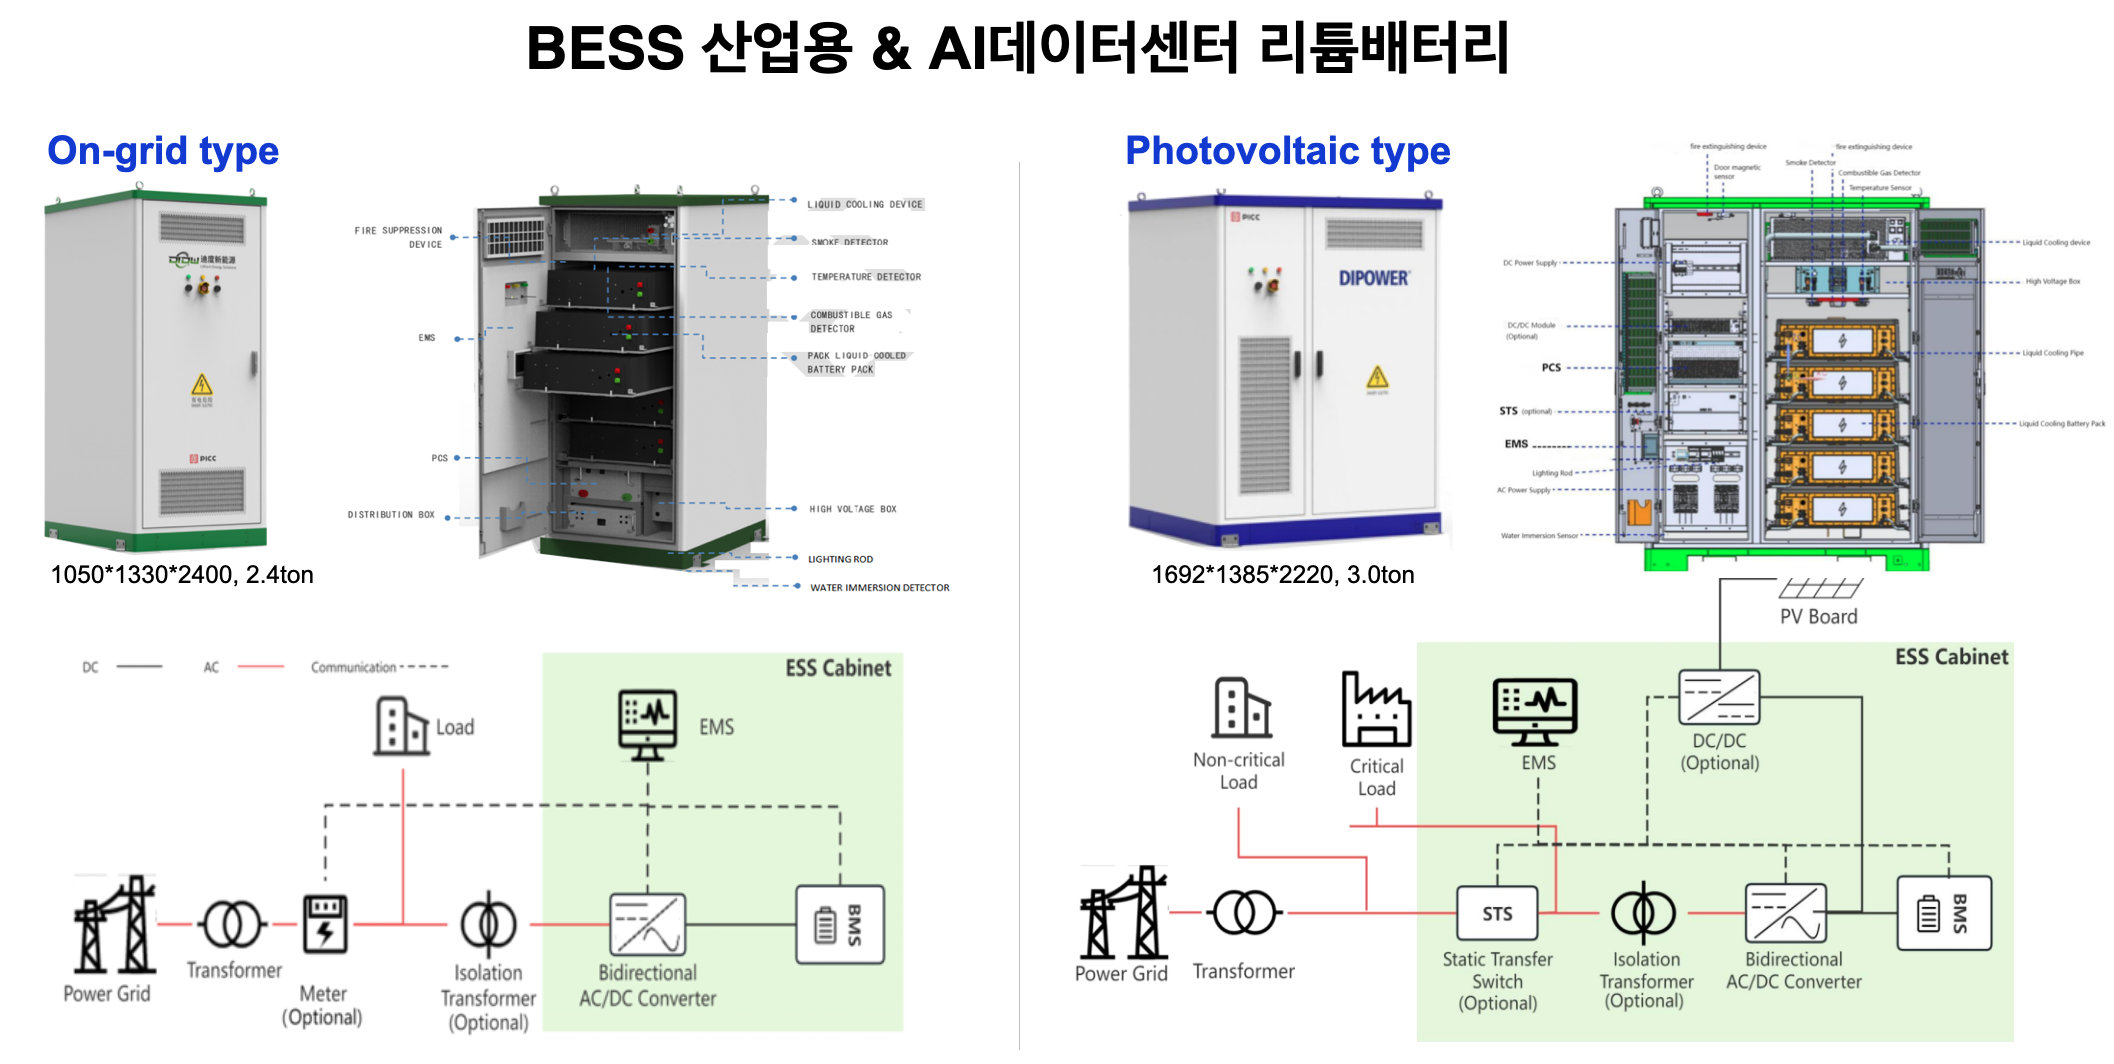 BESS 산업용 & AI데이터센터 리튬배터리
On-grid type
迪度新能源
PICC
1050*1330*2400, 2.4ton
FIRE SUPPRESSION
DEVICE
EMS
PCS
DISTRIBUTION BOX
LIQUID COOLING DEVICE
SMOKE DETECTOR
TEMPERATURE DETECTOR
COMBUSTIBLE GAS
DETECTOR
PACK LIQUID COOLED
BATTERY PACK
HIGH VOLTAGE BOX
LIGHTING ROD
WATER IMMERSION DETECTOR
DC
AC
Communication
ESS Cabinet
Load
EMS
BMS
Power Grid
Transformer
Meter
(Optional)
Isolation
Transformer
(Optional)
Bidirectional
AC/DC Converter
Photovoltaic type
PICC
DIPOWER
1692*1385*2220, 3.0ton
fire extinguishing device
Door magnetic
sensor
fire extinguishing device
Smoke Detector
Combustible Gas Detector
Temperature Sensor
DC Power Supply
DC/DC Module
(Optional)
PCS
STS (optional)
EMS
Lighting Rod
AC Power Supply
Water Immersion Sensor
Liquid Cooling device
High Voltage Box
Liquid Cooling Pipe
Liquid Cooling Battery Pack
PV Board
ESS Cabinet
Non-critical
Load
Critical
Load
EMS
DC/DC
(Optional)
STS
BMS
Power Grid
Transformer
Static Transfer
Switch
(Optional)
Isolation
Transformer
(Optional)
Bidirectional
AC/DC Converter